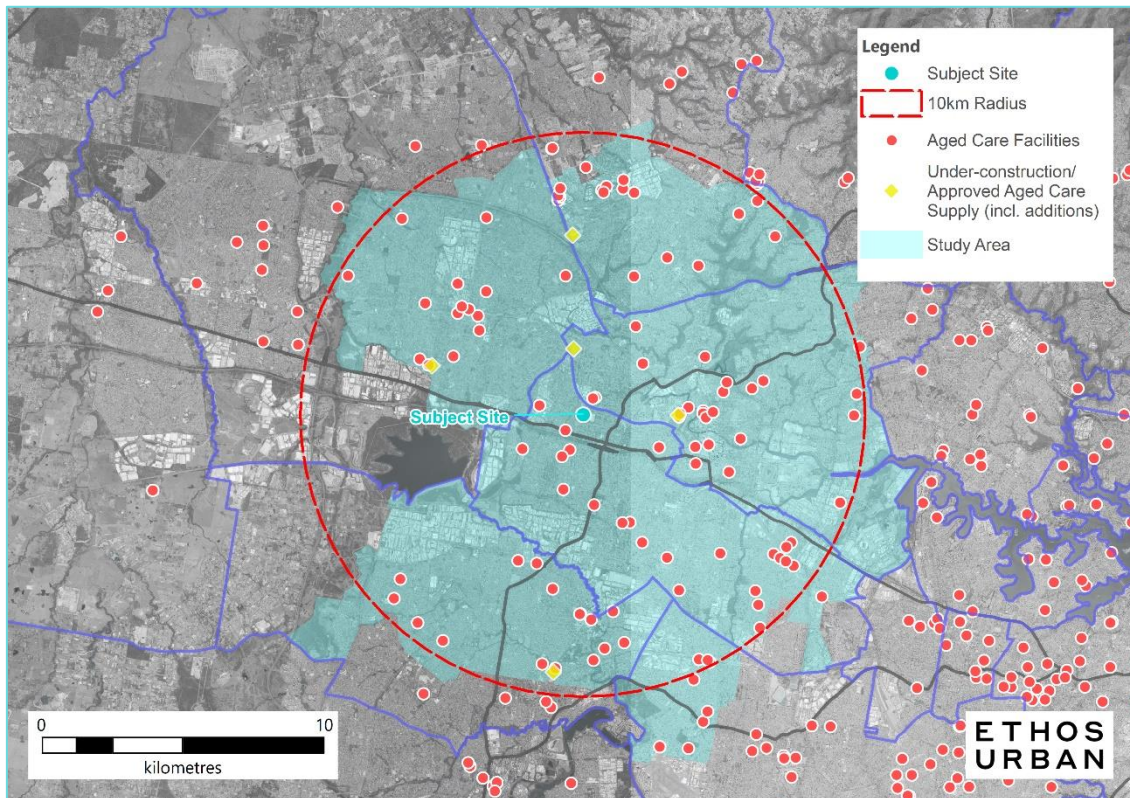 Legend
Subject Site
10km Radius
Aged Care Facilities
Under-construction/
Approved Aged Care
Supply (incl. additions)
Study Area
Subject Site
0
10
kilometres
ETHOS
URBAN